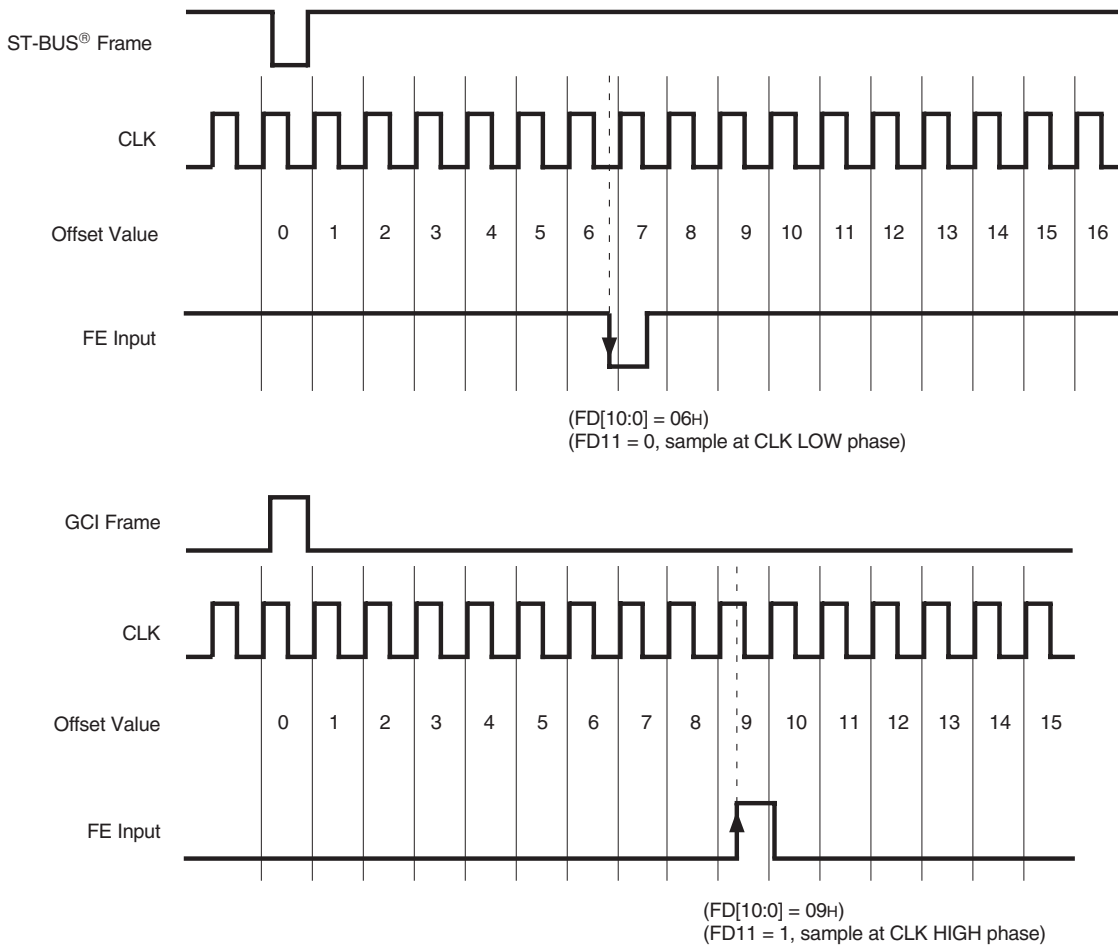 ST-BUS® Frame
CLK
Offset Value 0 1 2 3 4 5 6 7 8 9 10 11 12 13 14 15 16
FE Input
(FD[10:0] = 06H)
(FD11 = 0, sample at CLK LOW phase)
GCI Frame
CLK
Offset Value 0 1 2 3 4 5 6 7 8 9 10 11 12 13 14 15
FE Input
(FD[10:0] = 09H)
(FD11 = 1, sample at CLK HIGH phase)